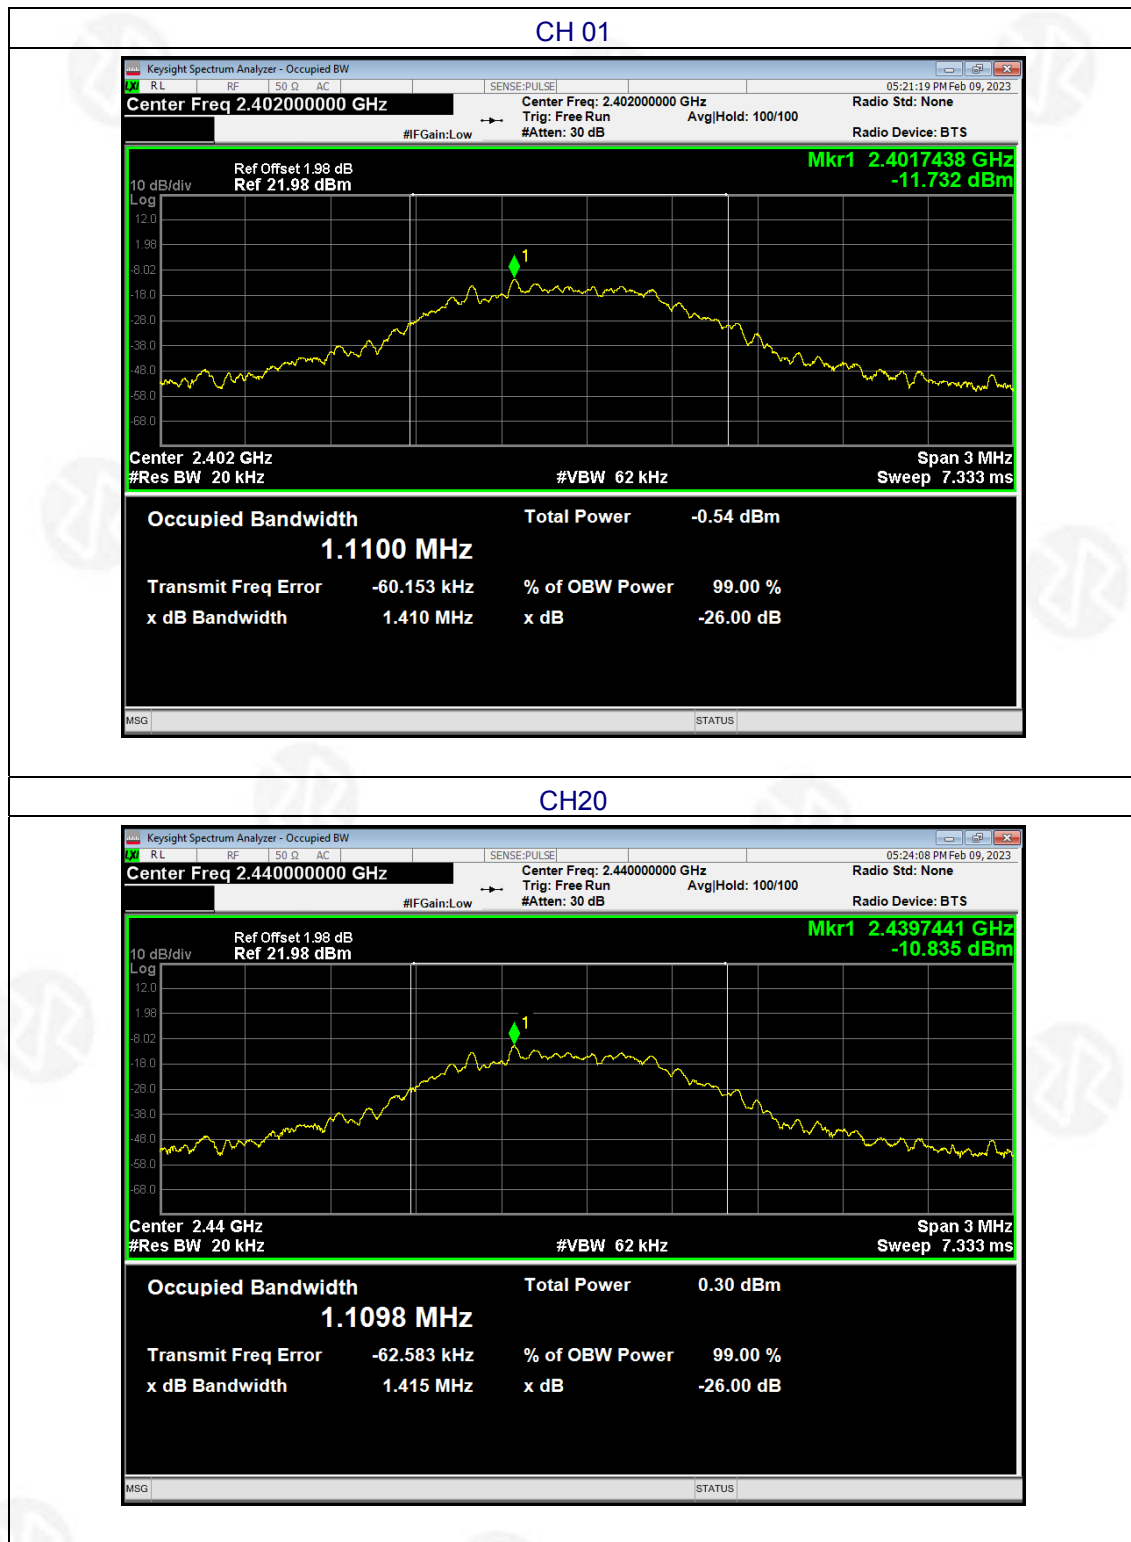 CH 01
Keysight Spectrum Analyzer - Occupied BW
LXI RL RF 50 Ω AC SENSE:PULSE 05:21:19 PM Feb 09, 2023
Center Freq 2.402000000 GHz Center Freq: 2.402000000 GHz Radio Std: None
Trig: Free Run Avg|Hold: 100/100
#IFGain:Low #Atten: 30 dB Radio Device: BTS
Mkr1 2.4017438 GHz
-11.732 dBm
Ref Offset 1.98 dB
10 dB/div Ref 21.98 dBm
Log
12.0
1.98
-8.02
-18.0
-28.0
-38.0
-48.0
-58.0
-68.0
1
Center 2.402 GHz Span 3 MHz
#Res BW 20 kHz #VBW 62 kHz Sweep 7.333 ms
Occupied Bandwidth Total Power -0.54 dBm
1.1100 MHz
Transmit Freq Error -60.153 kHz % of OBW Power 99.00 %
x dB Bandwidth 1.410 MHz x dB -26.00 dB
MSG STATUS
CH20
Keysight Spectrum Analyzer - Occupied BW
LXI RL RF 50 Ω AC SENSE:PULSE 05:24:08 PM Feb 09, 2023
Center Freq 2.440000000 GHz Center Freq: 2.440000000 GHz Radio Std: None
Trig: Free Run Avg|Hold: 100/100
#IFGain:Low #Atten: 30 dB Radio Device: BTS
Mkr1 2.4397441 GHz
-10.835 dBm
Ref Offset 1.98 dB
10 dB/div Ref 21.98 dBm
Log
12.0
1.98
-8.02
-18.0
-28.0
-38.0
-48.0
-58.0
-68.0
1
Center 2.44 GHz Span 3 MHz
#Res BW 20 kHz #VBW 62 kHz Sweep 7.333 ms
Occupied Bandwidth Total Power 0.30 dBm
1.1098 MHz
Transmit Freq Error -62.583 kHz % of OBW Power 99.00 %
x dB Bandwidth 1.415 MHz x dB -26.00 dB
MSG STATUS